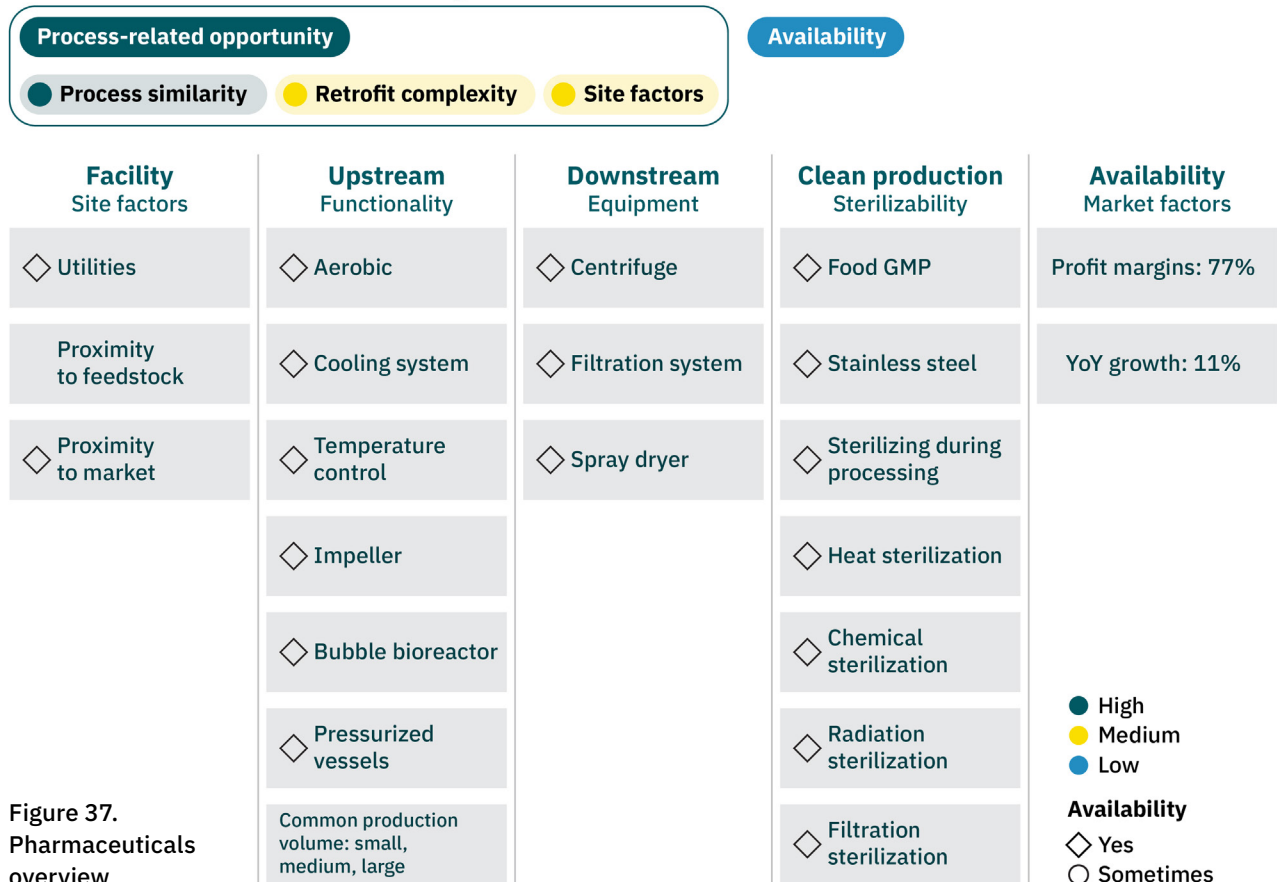 Process-related opportunity
Availability
Process similarity
Retrofit complexity
Site factors
Facility
Site factors
Utilities
Proximity
to feedstock
Proximity
to market
Upstream
Functionality
Aerobic
Cooling system
Temperature
control
Impeller
Bubble bioreactor
Pressurized
vessels
Common production
volume: small,
medium, large
Downstream
Equipment
Centrifuge
Filtration system
Spray dryer
Clean production
Sterilizability
Food GMP
Stainless steel
Sterilizing during
processing
Heat sterilization
Chemical
sterilization
Radiation
sterilization
Filtration
sterilization
Availability
Market factors
Profit margins: 77%
YoY growth: 11%
High
Medium
Low
Availability
Yes
Sometimes
Figure 37.
Pharmaceuticals
overview